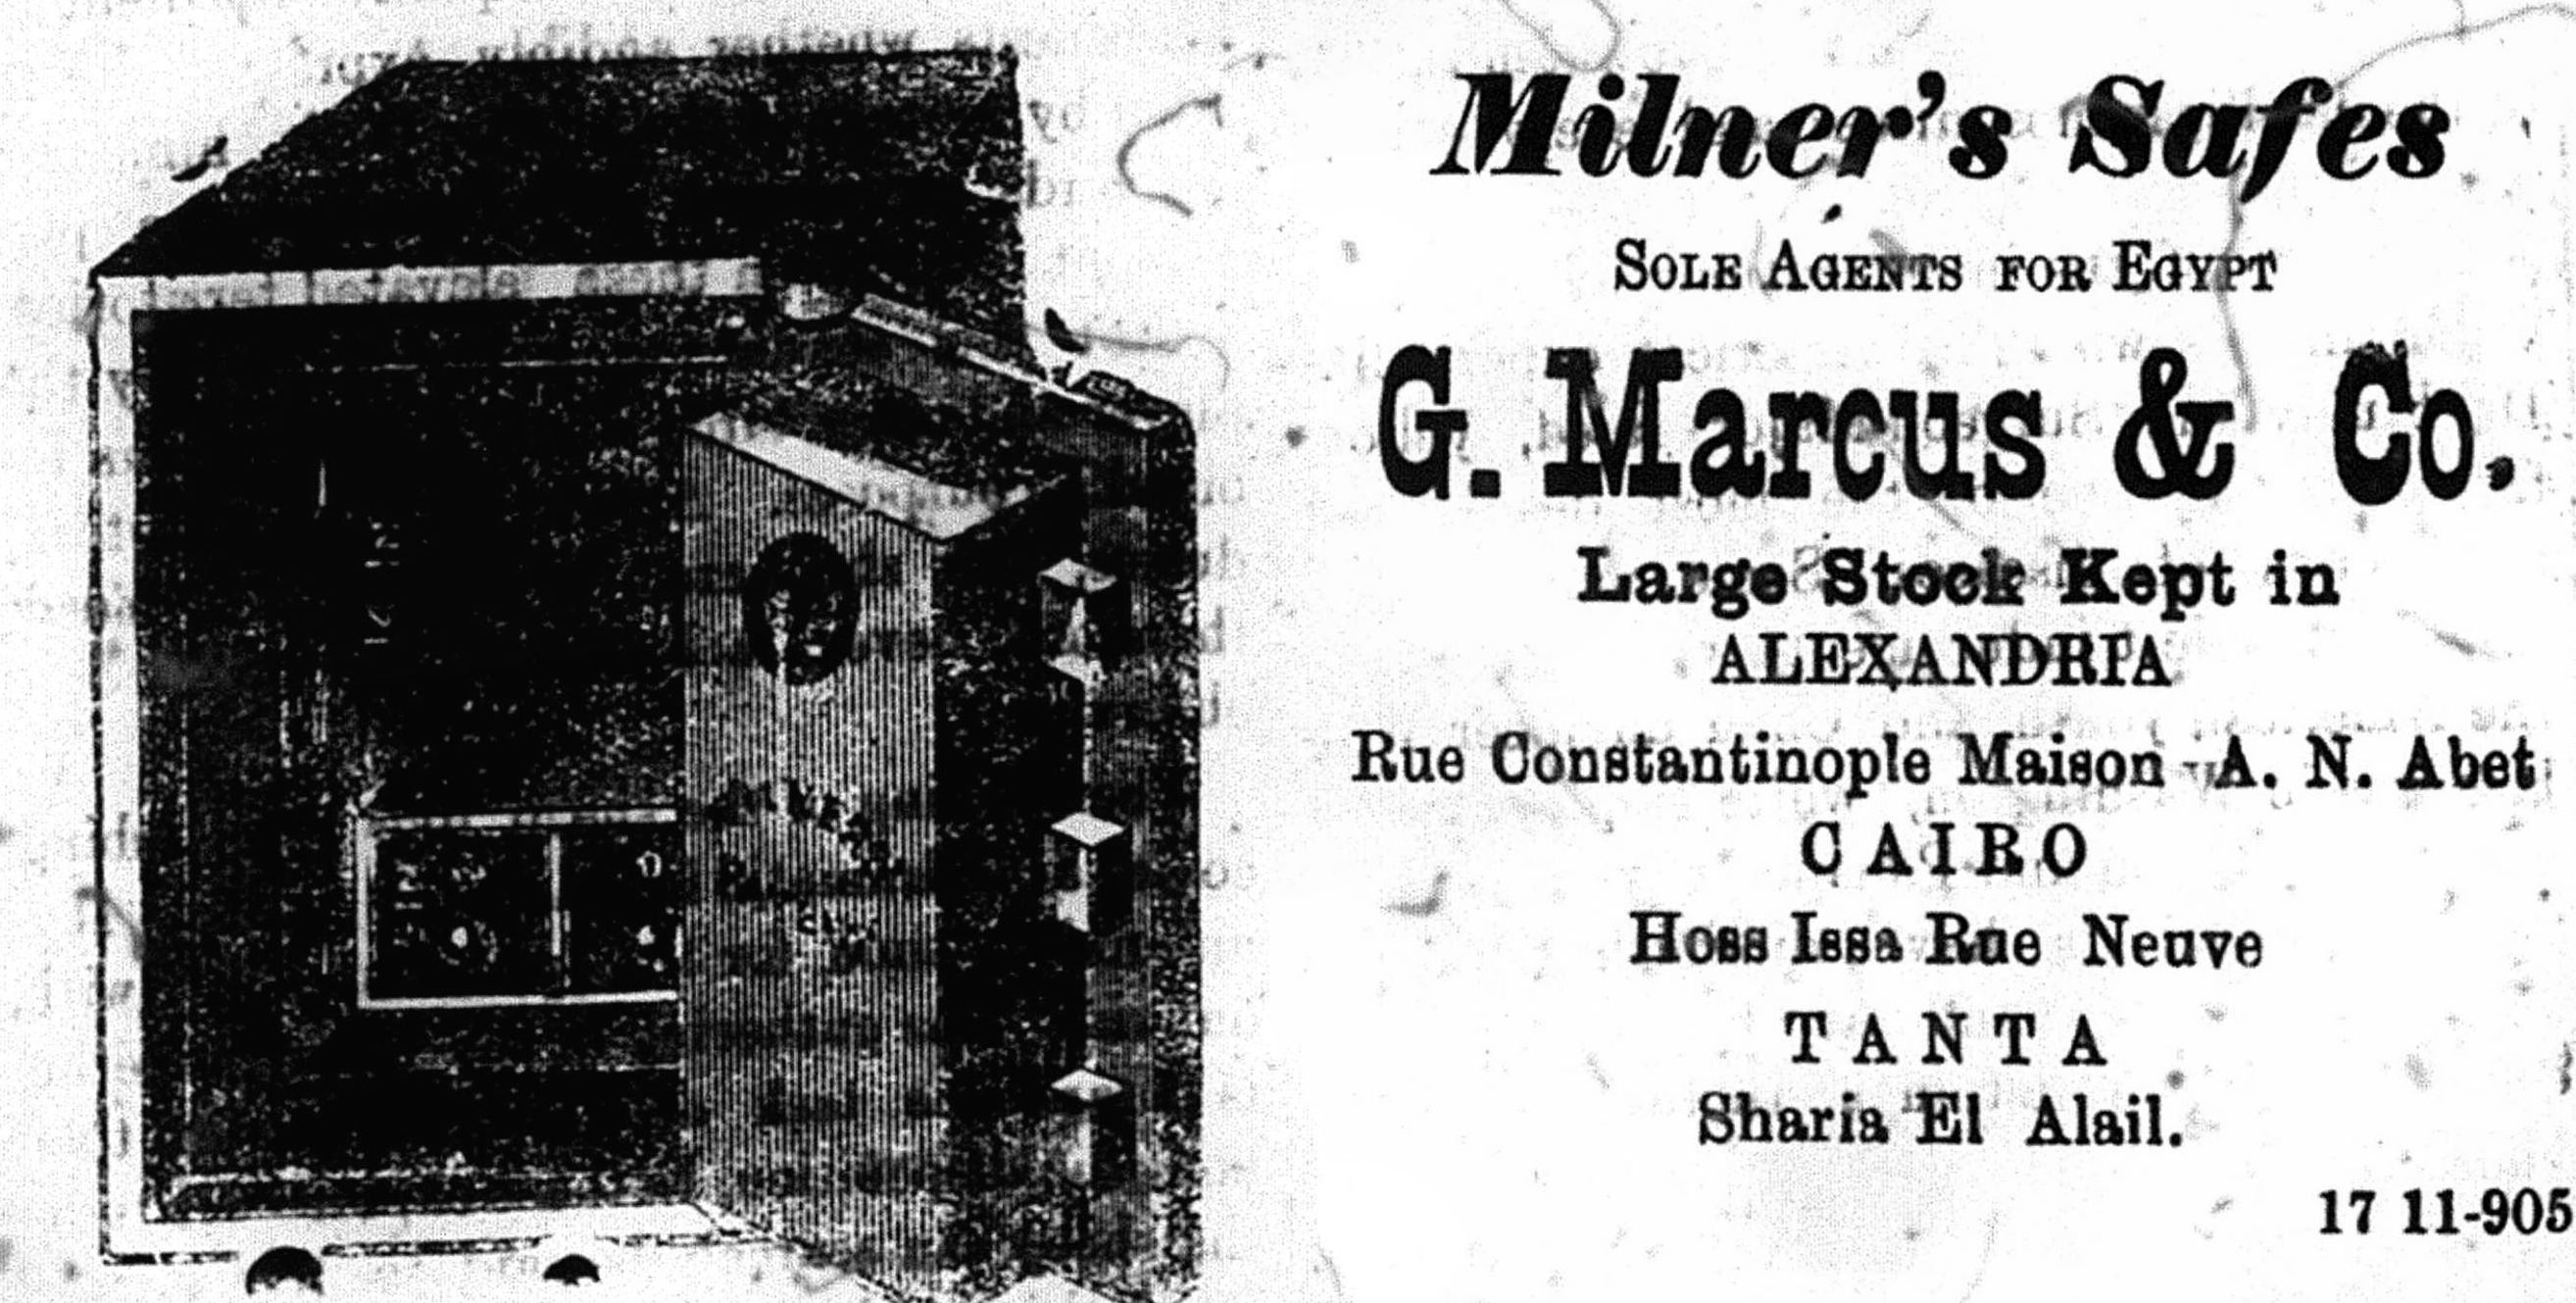 Milner's Safes
SOLE AGENTS FOR EGYPT
G. Marcus & Co.
Large Stock Kept in
ALEXANDRIA
Rue Constantinople Maison A. N. Abet
CAIRO
Hoss Issa Rue Neuve
TANTA
Sharia El Alail.
17 11-905